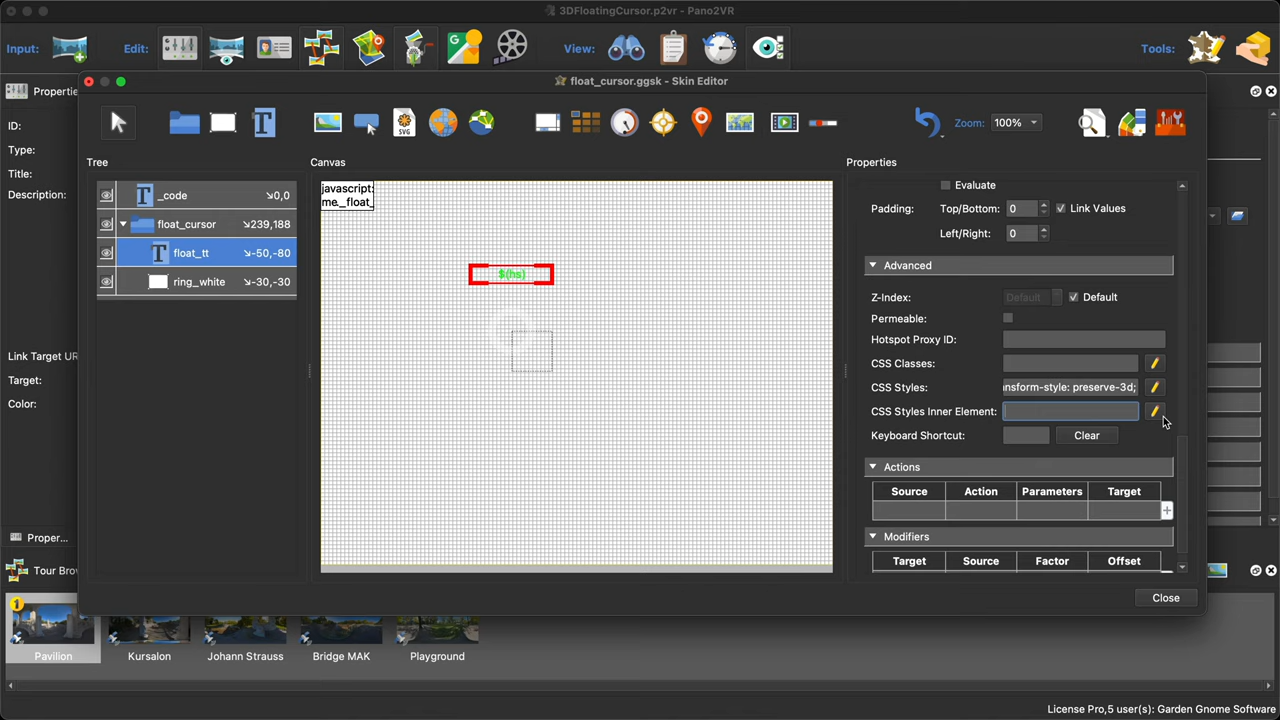 3DFloatingCursor.p2vr - Pano2VR
Input:
Edit:
View:
Tools:
float_cursor.ggsk - Skin Editor
Properti
ID:
Type:
Title:
Description:
Link Target UR
Target:
Color:
Zoom: 100%
Tree
Canvas
Properties
_code 0,0
float_cursor 239,188
float_tt -50,-80
ring_white -30,-30
javascript:
me._float_
$(hs)
Evaluate
Padding: Top/Bottom: 0 Link Values
Left/Right: 0
Advanced
Z-Index: Default Default
Permeable:
Hotspot Proxy ID:
CSS Classes:
CSS Styles: nsform-style: preserve-3d;
CSS Styles Inner Element:
Keyboard Shortcut: Clear
Actions
Source Action Parameters Target
+
Modifiers
Target Source Factor Offset
Close
Proper...
Tour Brow
1
Pavilion
Kursalon
Johann Strauss
Bridge MAK
Playground
License Pro,5 user(s): Garden Gnome Software